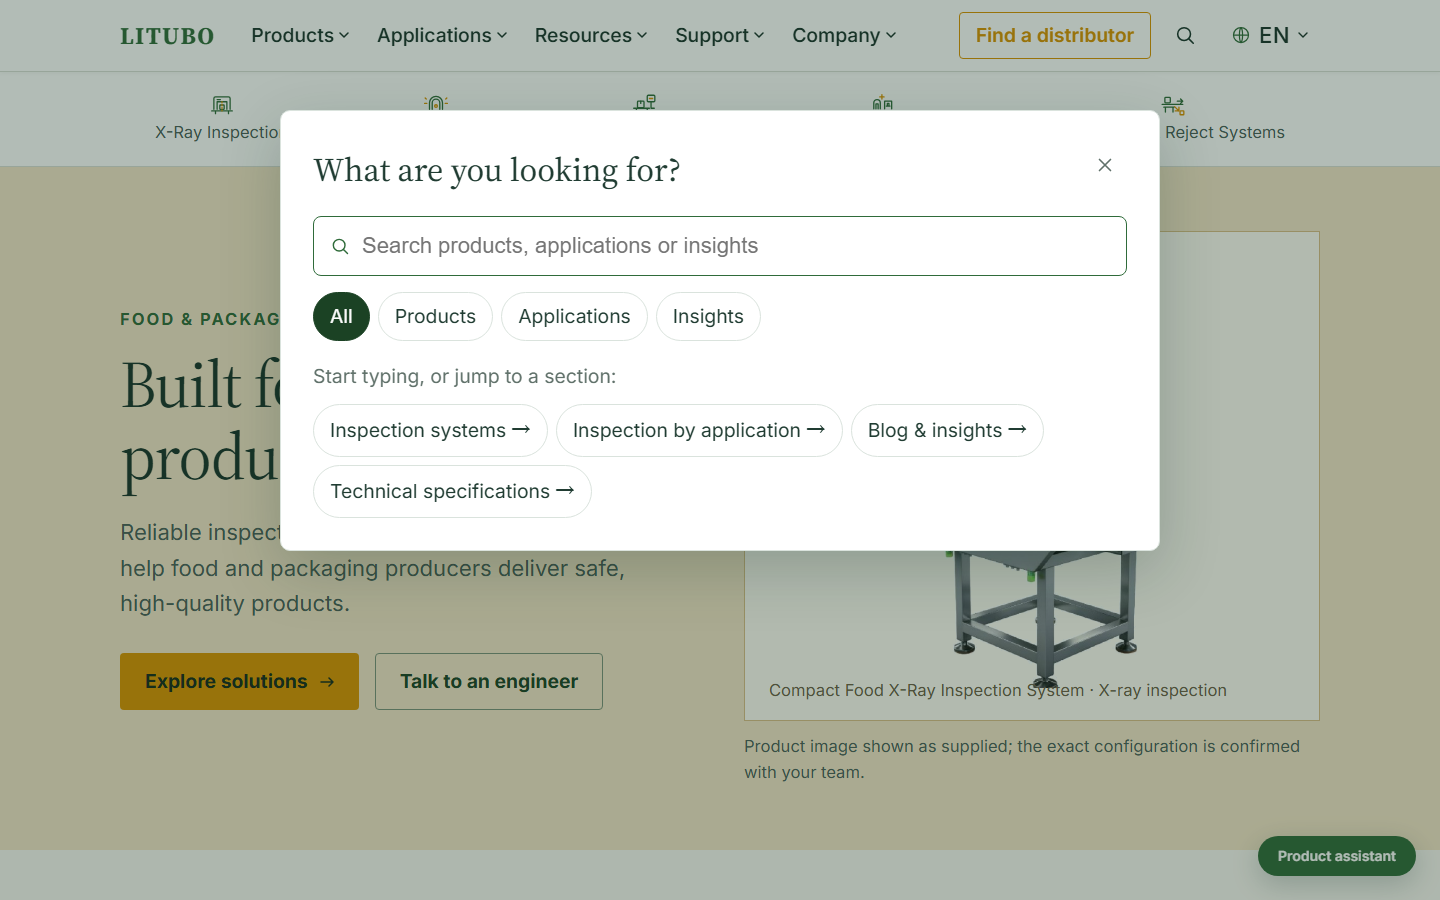 LITUBO
Products
Applications
Resources
Support
Company
Find a distributor
EN
X-Ray Inspectio
Reject Systems
What are you looking for?
Search products, applications or insights
All
Products
Applications
Insights
Start typing, or jump to a section:
Inspection systems →
Inspection by application →
Blog & insights →
Technical specifications →
FOOD & PACKAG
Built fo
produ
Reliable inspect
help food and packaging producers deliver safe,
high-quality products.
Explore solutions →
Talk to an engineer
Compact Food X-Ray Inspection System · X-ray inspection
Product image shown as supplied; the exact configuration is confirmed
with your team.
Product assistant